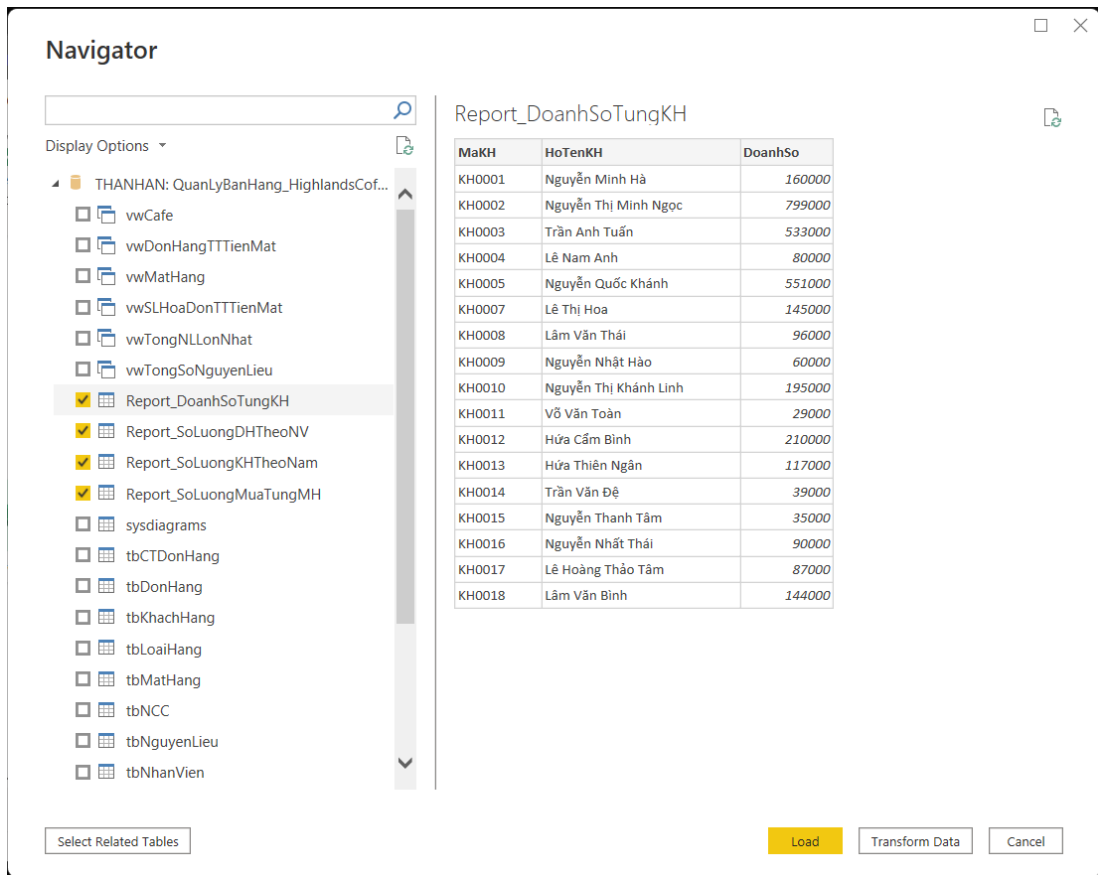 Navigator
Display Options
THANHAN: QuanLyBanHang_HighlandsCof...
vwCafe
vwDonHangTTTienMat
vwMatHang
vwSLHoaDonTTTienMat
vwTongNLLonNhat
vwTongSoNguyenLieu
Report_DoanhSoTungKH
Report_SoLuongDHTheoNV
Report_SoLuongKHTheoNam
Report_SoLuongMuaTungMH
sysdiagrams
tbCTDonHang
tbDonHang
tbKhachHang
tbLoaiHang
tbMatHang
tbNCC
tbNguyenLieu
tbNhanVien
Report_DoanhSoTungKH
MaKH HoTenKH DoanhSo
KH0001 Nguyễn Minh Hà 160000
KH0002 Nguyễn Thị Minh Ngọc 799000
KH0003 Trần Anh Tuấn 533000
KH0004 Lê Nam Anh 80000
KH0005 Nguyễn Quốc Khánh 551000
KH0007 Lê Thị Hoa 145000
KH0008 Lâm Văn Thái 96000
KH0009 Nguyễn Nhật Hào 60000
KH0010 Nguyễn Thị Khánh Linh 195000
KH0011 Võ Văn Toàn 29000
KH0012 Hứa Cẩm Bình 210000
KH0013 Hứa Thiên Ngân 117000
KH0014 Trần Văn Đệ 39000
KH0015 Nguyễn Thanh Tâm 35000
KH0016 Nguyễn Nhất Thái 90000
KH0017 Lê Hoàng Thảo Tâm 87000
KH0018 Lâm Văn Bình 144000
Select Related Tables
Load
Transform Data
Cancel